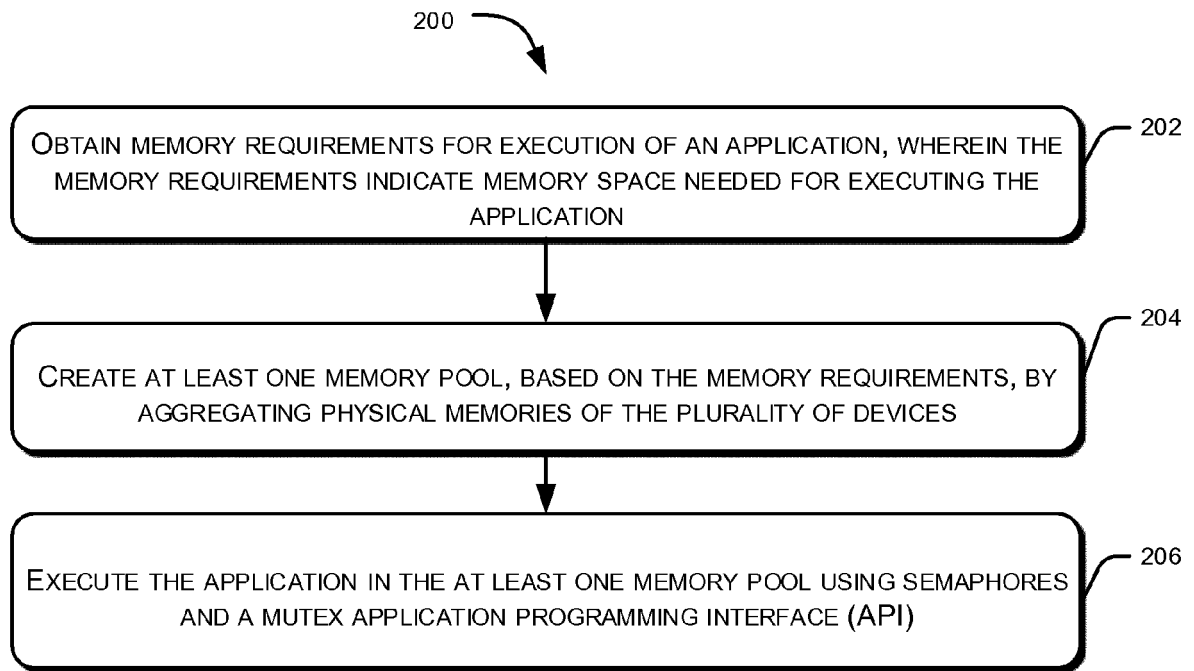 200
OBTAIN MEMORY REQUIREMENTS FOR EXECUTION OF AN APPLICATION, WHEREIN THE
MEMORY REQUIREMENTS INDICATE MEMORY SPACE NEEDED FOR EXECUTING THE
APPLICATION
202
CREATE AT LEAST ONE MEMORY POOL, BASED ON THE MEMORY REQUIREMENTS, BY
AGGREGATING PHYSICAL MEMORIES OF THE PLURALITY OF DEVICES
204
EXECUTE THE APPLICATION IN THE AT LEAST ONE MEMORY POOL USING SEMAPHORES
AND A MUTEX APPLICATION PROGRAMMING INTERFACE (API)
206